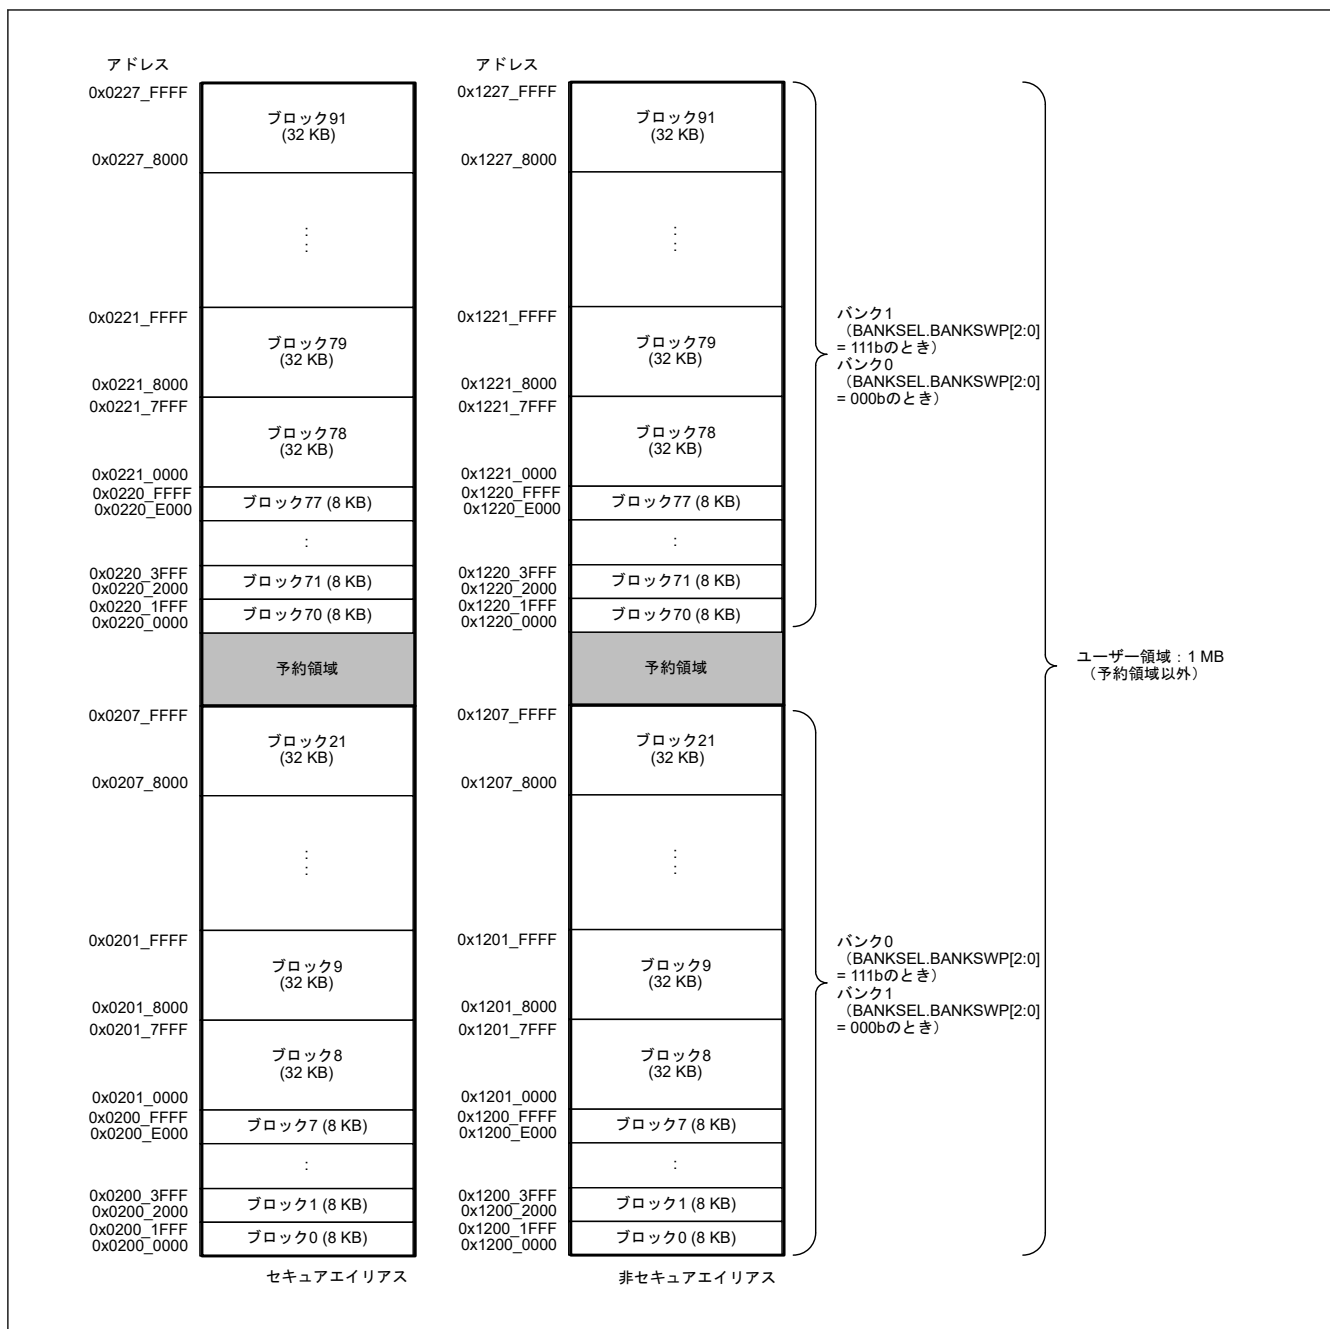 アドレス
0x0227_FFFF
ブロック91
(32 KB)
0x0227_8000
:
:
0x0221_FFFF
ブロック79
(32 KB)
0x0221_8000
0x0221_7FFF
ブロック78
(32 KB)
0x0221_0000
0x0220_FFFF
0x0220_E000
ブロック77 (8 KB)
:
0x0220_3FFF
0x0220_2000
ブロック71 (8 KB)
0x0220_1FFF
0x0220_0000
ブロック70 (8 KB)
予約領域
0x0207_FFFF
ブロック21
(32 KB)
0x0207_8000
:
:
0x0201_FFFF
ブロック9
(32 KB)
0x0201_8000
0x0201_7FFF
ブロック8
(32 KB)
0x0201_0000
0x0200_FFFF
0x0200_E000
ブロック7 (8 KB)
:
0x0200_3FFF
0x0200_2000
ブロック1 (8 KB)
0x0200_1FFF
0x0200_0000
ブロック0 (8 KB)
セキュアエイリアス
アドレス
0x1227_FFFF
ブロック91
(32 KB)
0x1227_8000
:
:
0x1221_FFFF
ブロック79
(32 KB)
0x1221_8000
0x1221_7FFF
ブロック78
(32 KB)
0x1221_0000
0x1220_FFFF
0x1220_E000
ブロック77 (8 KB)
:
0x1220_3FFF
0x1220_2000
ブロック71 (8 KB)
0x1220_1FFF
0x1220_0000
ブロック70 (8 KB)
予約領域
0x1207_FFFF
ブロック21
(32 KB)
0x1207_8000
:
:
0x1201_FFFF
ブロック9
(32 KB)
0x1201_8000
0x1201_7FFF
ブロック8
(32 KB)
0x1201_0000
0x1200_FFFF
0x1200_E000
ブロック7 (8 KB)
:
0x1200_3FFF
0x1200_2000
ブロック1 (8 KB)
0x1200_1FFF
0x1200_0000
ブロック0 (8 KB)
非セキュアエイリアス
バンク1
（BANKSEL.BANKSWP[2:0]
= 111bのとき）
バンク0
（BANKSEL.BANKSWP[2:0]
= 000bのとき）
バンク0
（BANKSEL.BANKSWP[2:0]
= 111bのとき）
バンク1
（BANKSEL.BANKSWP[2:0]
= 000bのとき）
ユーザー領域：1 MB
（予約領域以外）